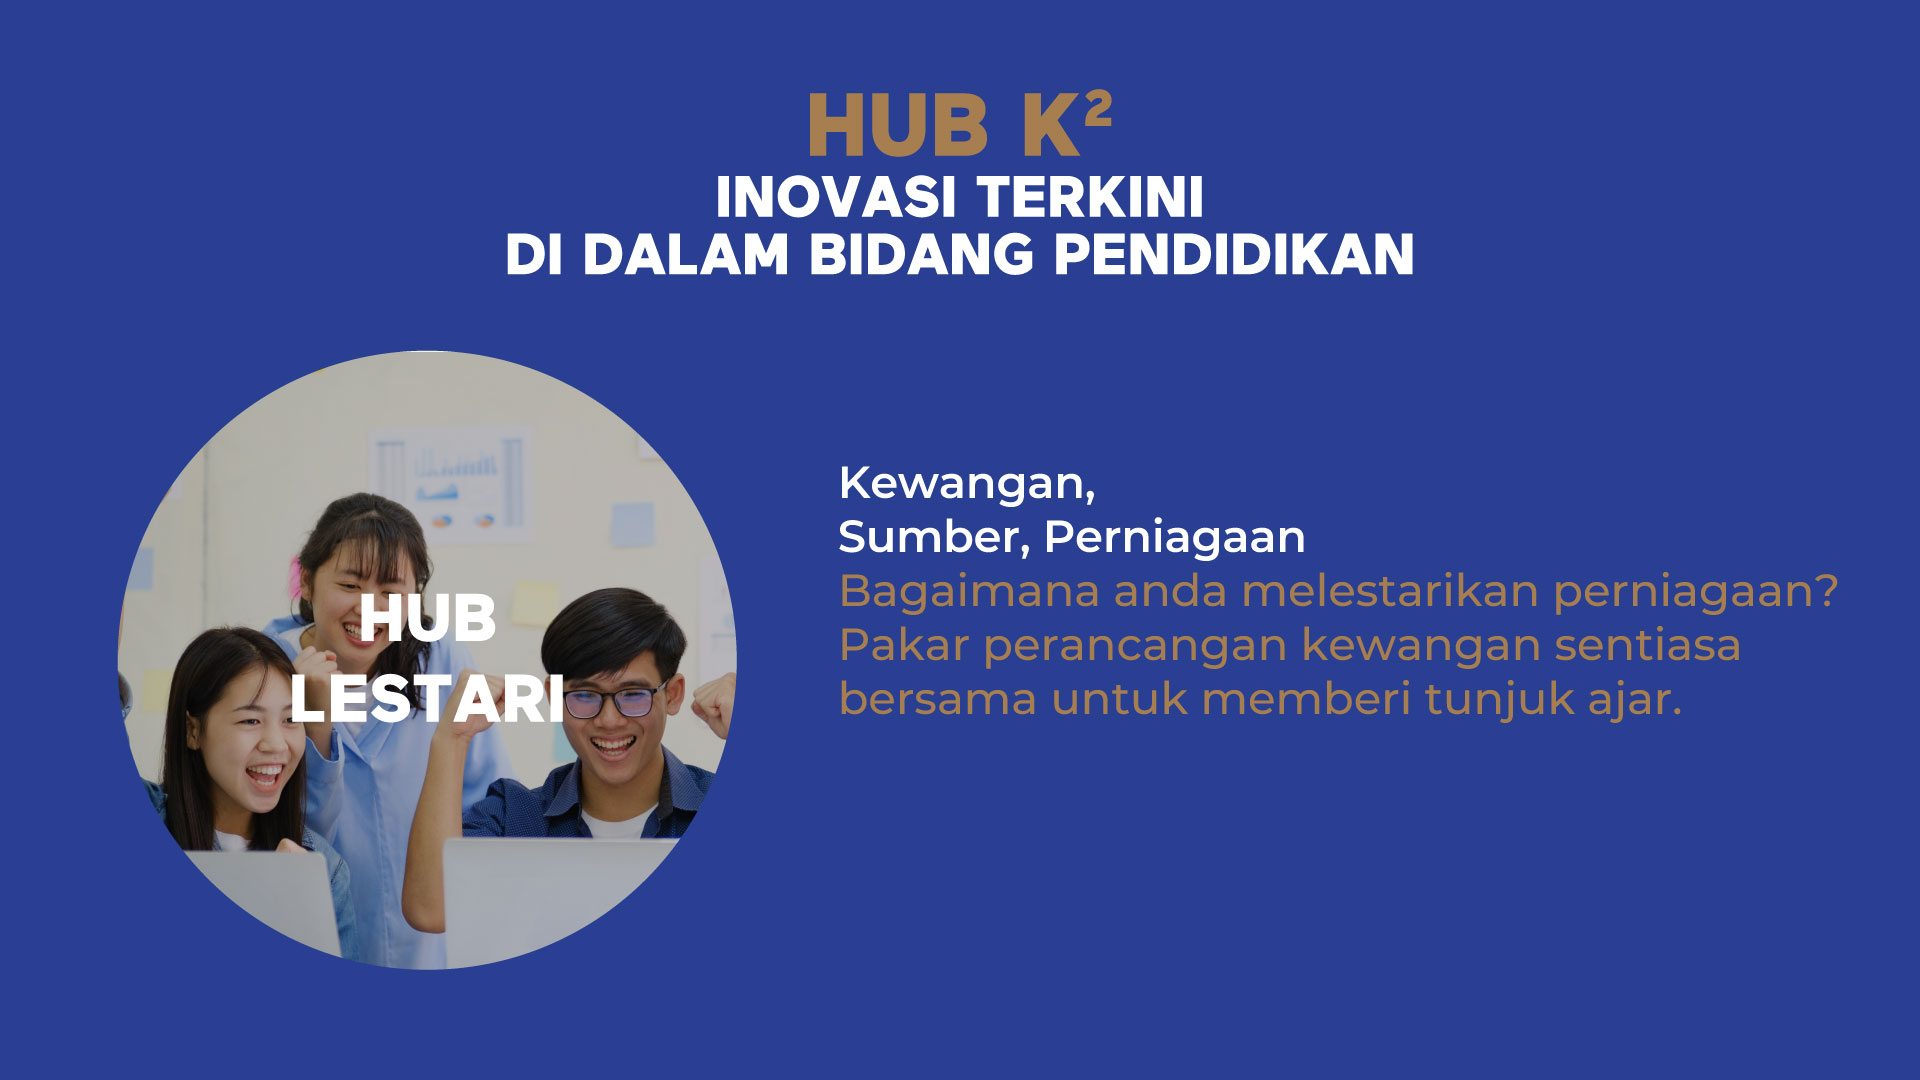 HUB K²
INOVASI TERKINI
DI DALAM BIDANG PENDIDIKAN
HUB
LESTARI
Kewangan,
Sumber, Perniagaan
Bagaimana anda melestarikan perniagaan?
Pakar perancangan kewangan sentiasa
bersama untuk memberi tunjuk ajar.